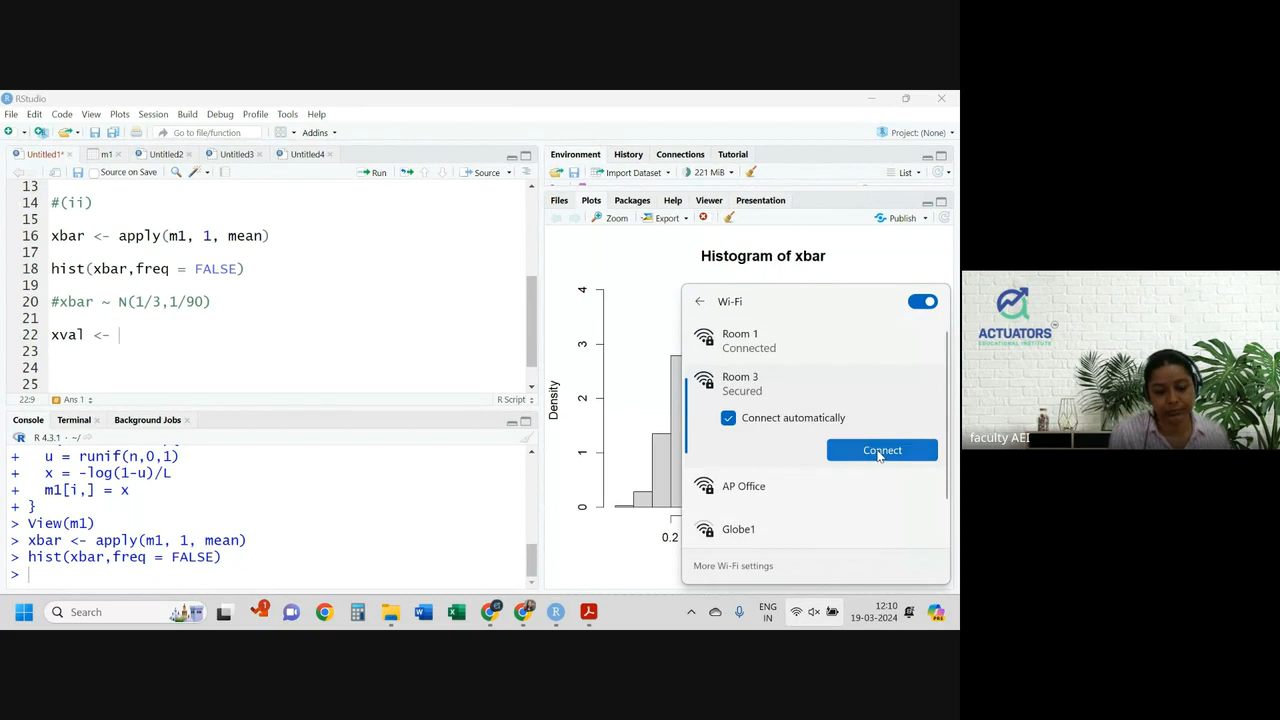 RStudio
File Edit Code View Plots Session Build Debug Profile Tools Help
Go to file/function Addins Project: (None)
Untitled1* m1 Untitled2 Untitled3 Untitled4
Source on Save Run Source
13
14 #(ii)
15
16 xbar <- apply(m1, 1, mean)
17
18 hist(xbar,freq = FALSE)
19
20 #xbar ~ N(1/3,1/90)
21
22 xval <-
23
24
25
22:9 Ans 1 R Script
Console Terminal Background Jobs
R 4.3.1 · ~/
+ u = runif(n,0,1)
+ x = -log(1-u)/L
+ m1[i,] = x
+ }
> View(m1)
> xbar <- apply(m1, 1, mean)
> hist(xbar,freq = FALSE)
>
Environment History Connections Tutorial
Import Dataset 221 MiB List
Files Plots Packages Help Viewer Presentation
Zoom Export Publish
Histogram of xbar
Density
0 1 2 3 4
0.2
Wi-Fi
Room 1
Connected
Room 3
Secured
Connect automatically
Connect
AP Office
Globe1
More Wi-Fi settings
Search
ENG
IN
12:10
19-03-2024
ACTUATORS
EDUCATIONAL INSTITUTE
faculty AEI